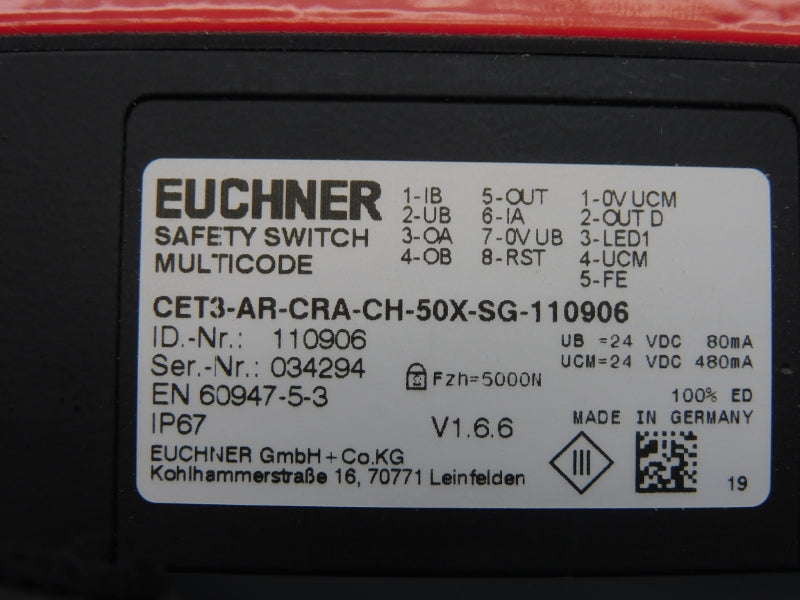 EUCHNER
SAFETY SWITCH
MULTICODE
1-IB 5-OUT 1-0V UCM
2-UB 6-IA 2-OUT D
3-OA 7-0V UB 3-LED1
4-OB 8-RST 4-UCM
5-FE
CET3-AR-CRA-CH-50X-SG-110906
ID.-Nr.: 110906
UB =24 VDC 80mA
Ser.-Nr.: 034294
UCM=24 VDC 480mA
Fzh=5000N
EN 60947-5-3
100% ED
IP67
V1.6.6
MADE IN GERMANY
EUCHNER GmbH+Co.KG
Kohlhammerstraße 16, 70771 Leinfelden
III
19